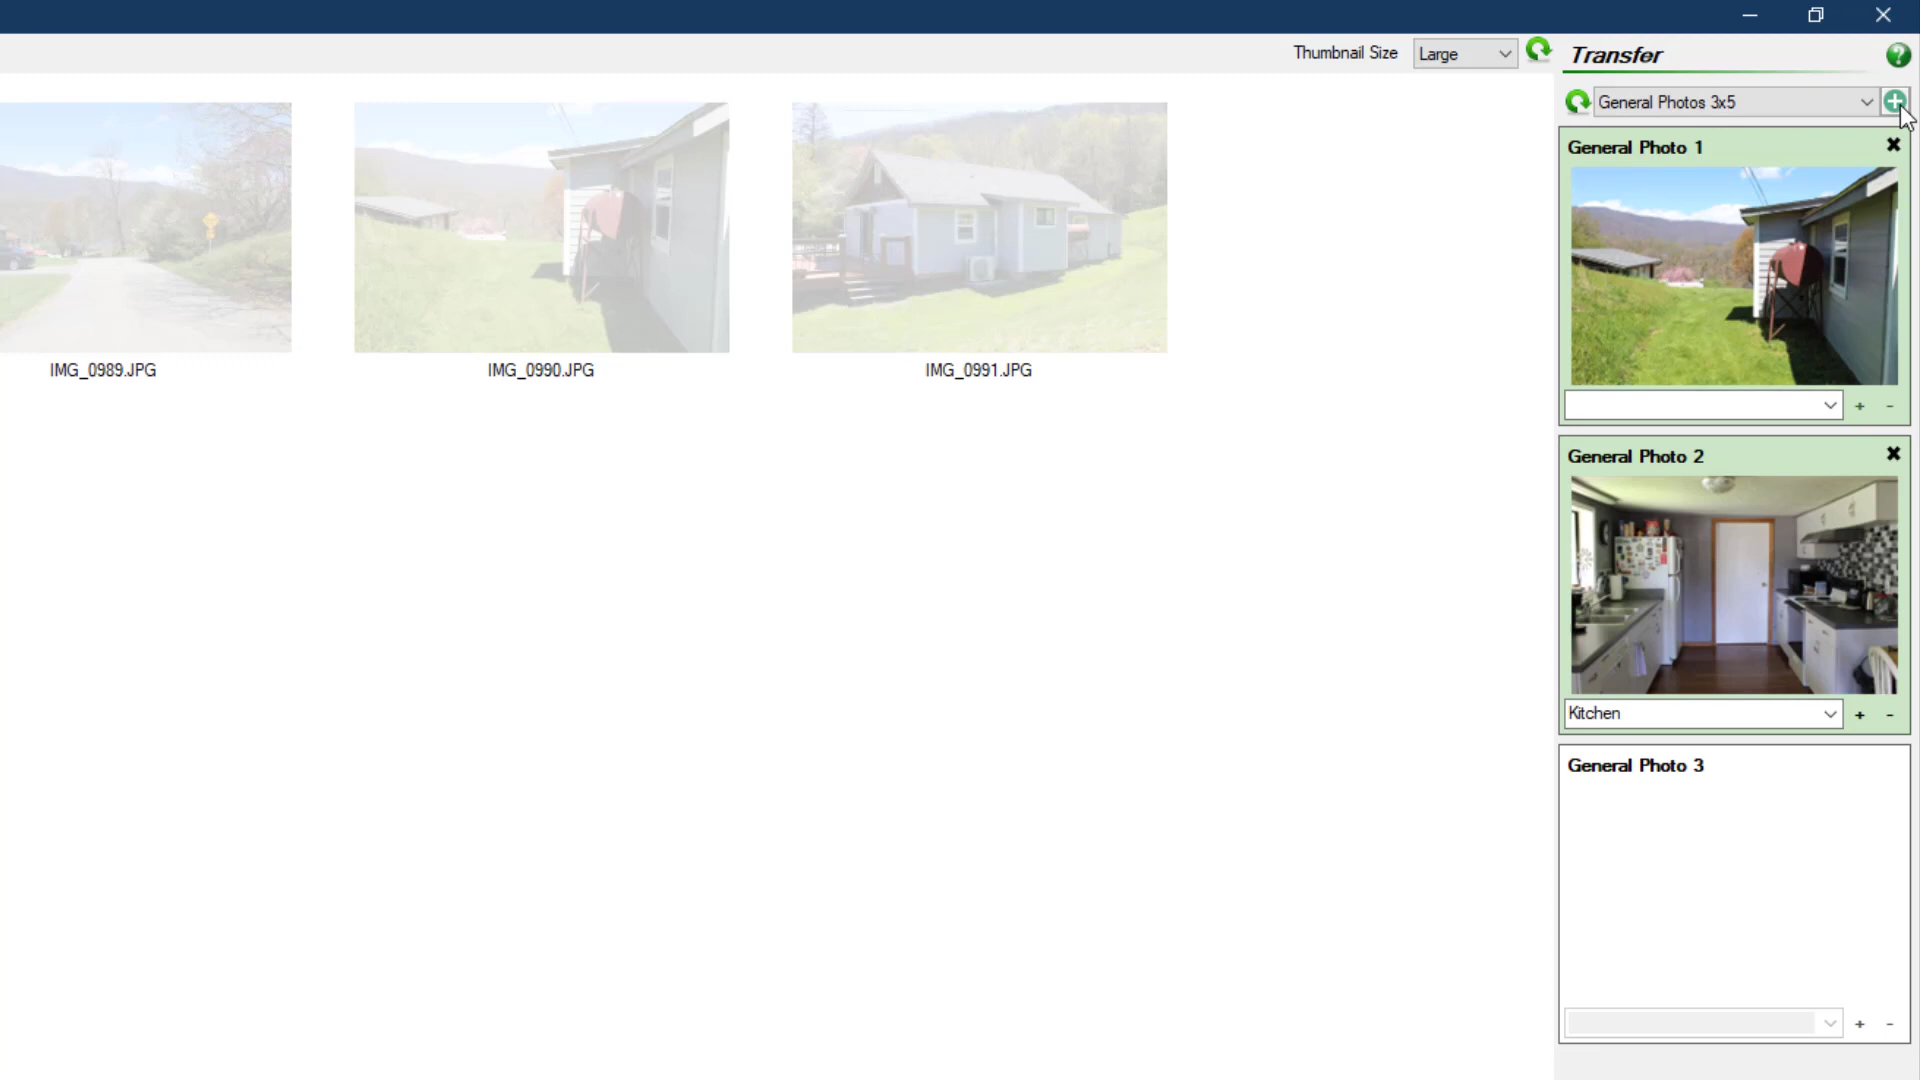 Thumbnail Size
Large
Transfer
?
General Photos 3x5
General Photo 1
+ -
General Photo 2
Kitchen
+ -
General Photo 3
+ -
IMG_0989.JPG
IMG_0990.JPG
IMG_0991.JPG